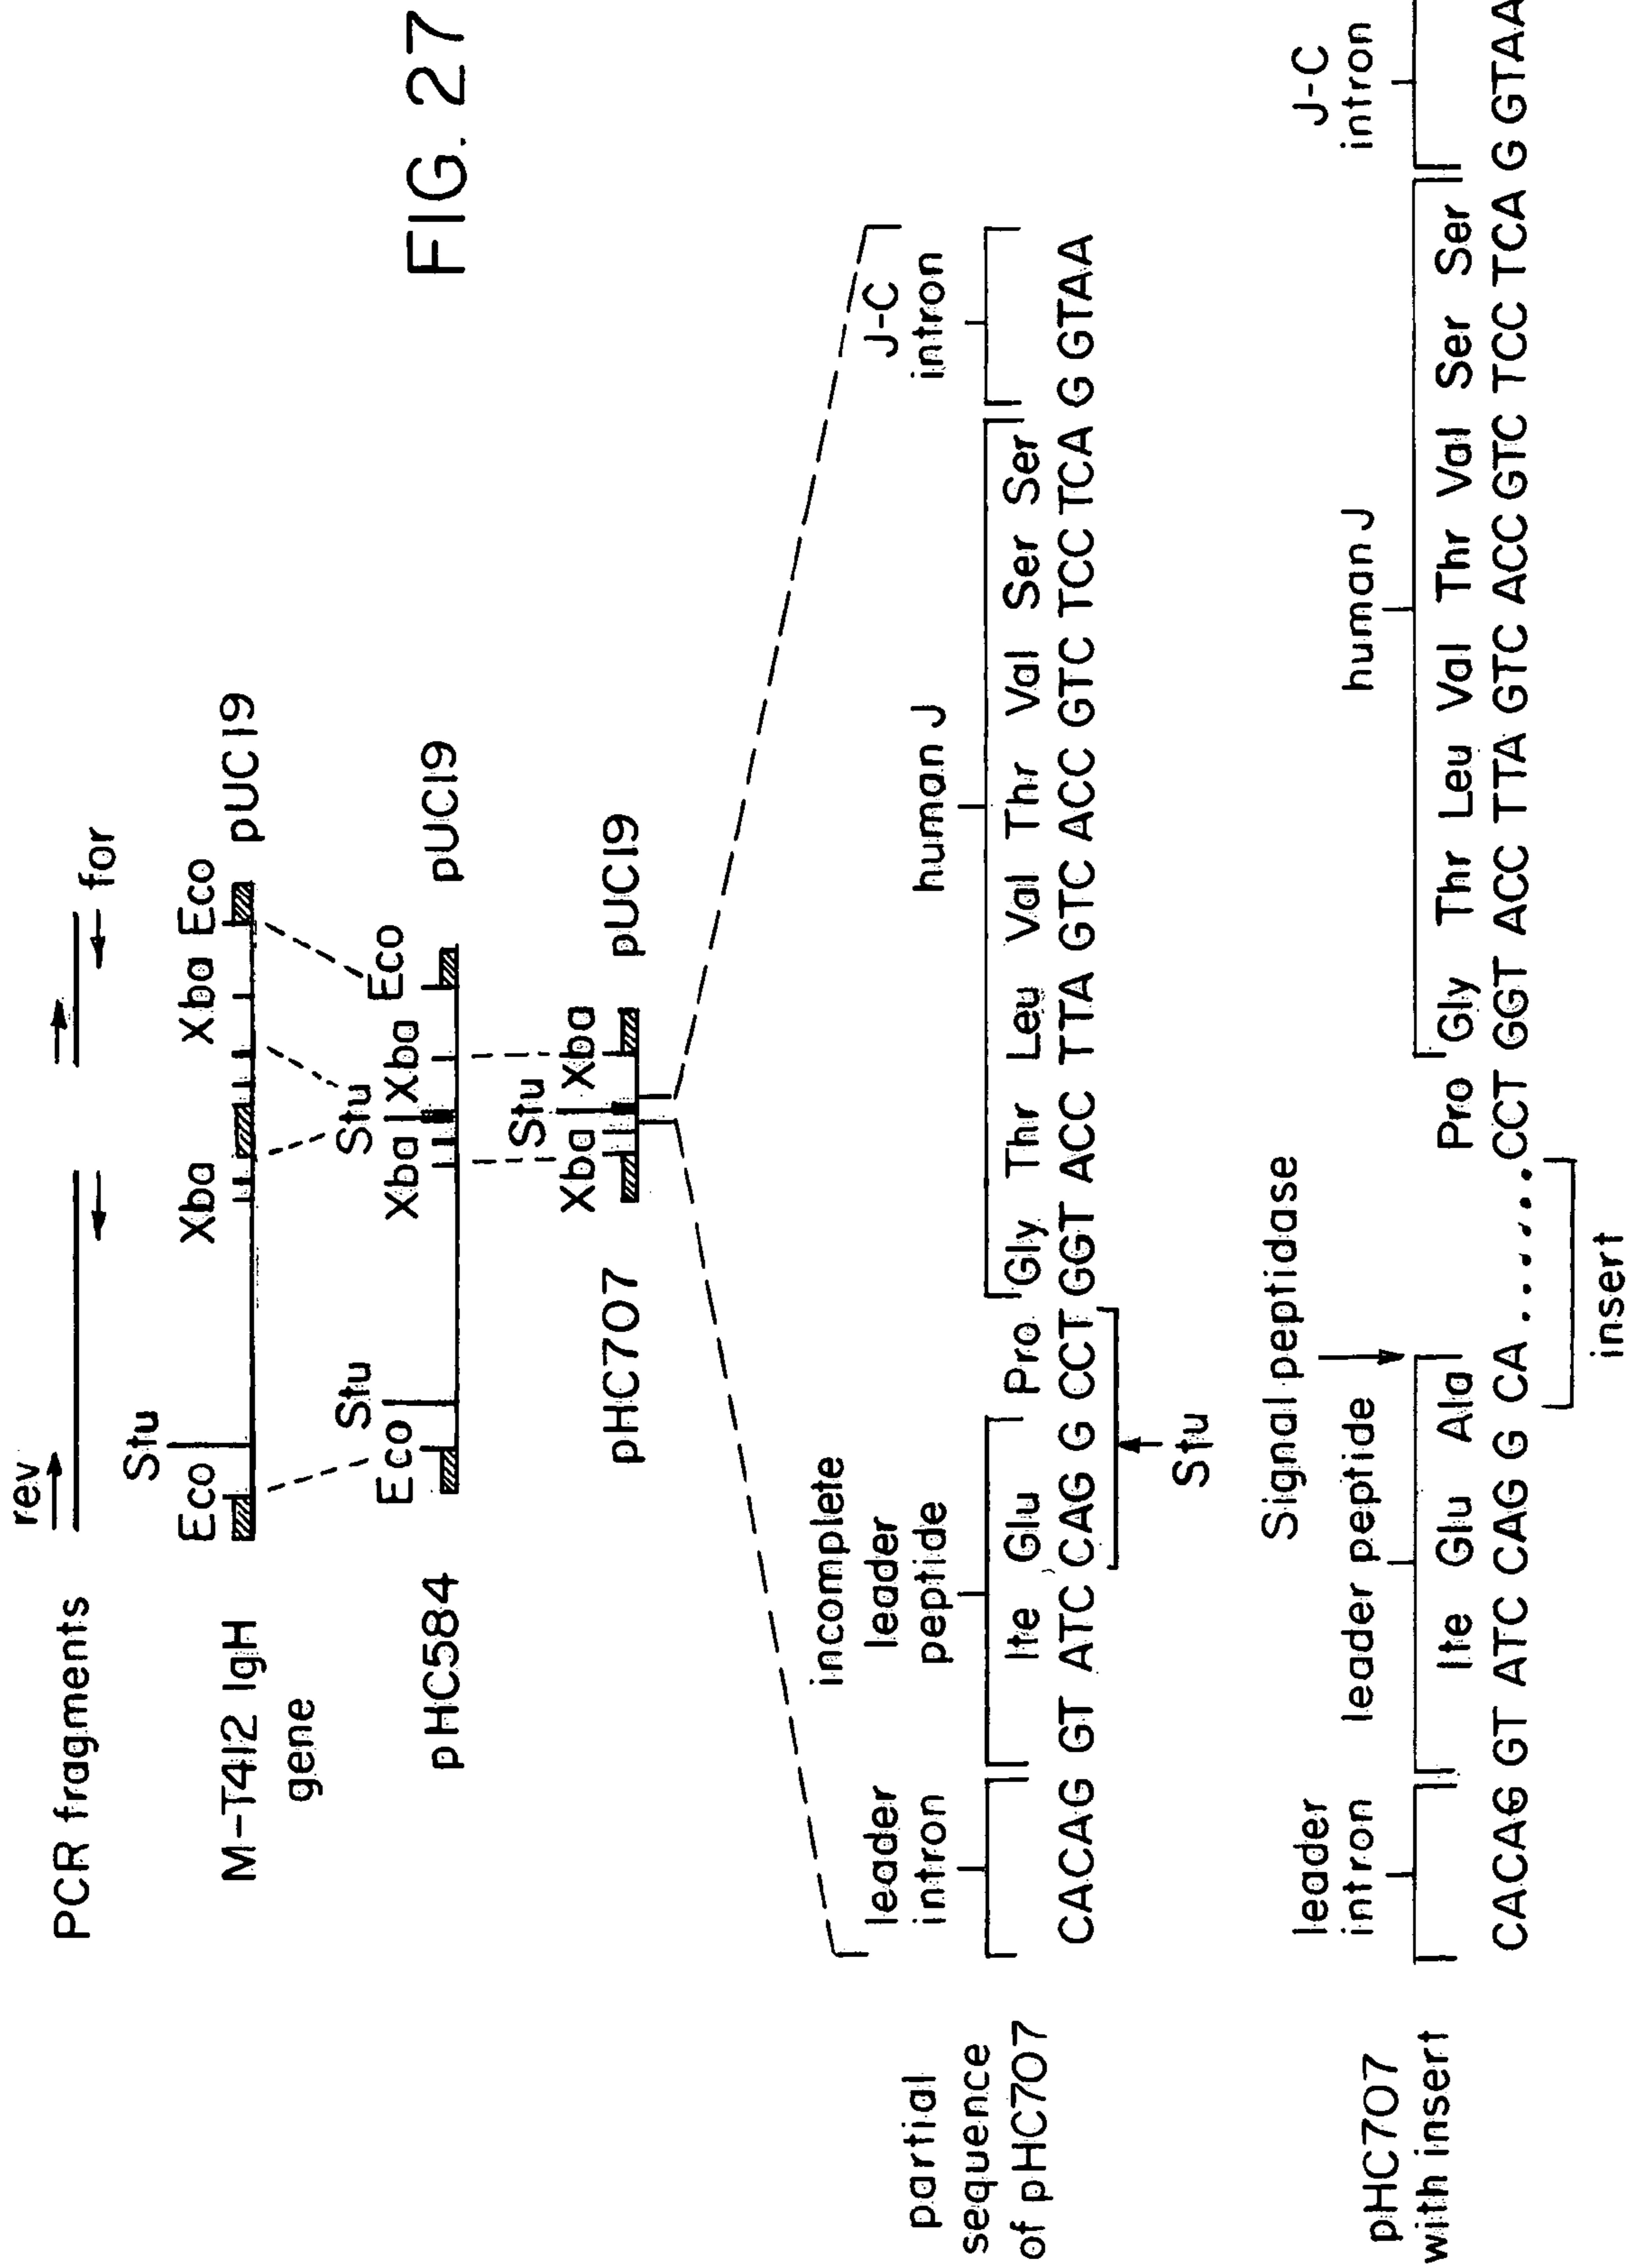 FIG. 27
PCR fragments
rev
for
M-T412 IgH
gene
Eco
Stu
Xba
Xba
Eco
pUC19
pHC584
Eco
Stu
Xba
Stu
Xba
Eco
pUC19
pHC707
Xba
Stu
Xba
pUC19
partial
sequence
of pHC707
leader
intron
incomplete
leader
peptide
human J
J-C
intron
Ite Glu Pro Gly Thr Leu Val Thr Val Ser Ser
CACAG GT ATC CAG G CCT GGT ACC TTA GTC ACC GTC TCC TCA G GTAA
Stu
pHC707
with insert
leader
intron
leader peptide
Signal peptidase
human J
J-C
intron
Ite Glu Ala Pro Gly Thr Leu Val Thr Val Ser Ser
CACAG GT ATC CAG G CA ...... CCT GGT ACC TTA GTC ACC GTC TCC TCA G GTAA
insert